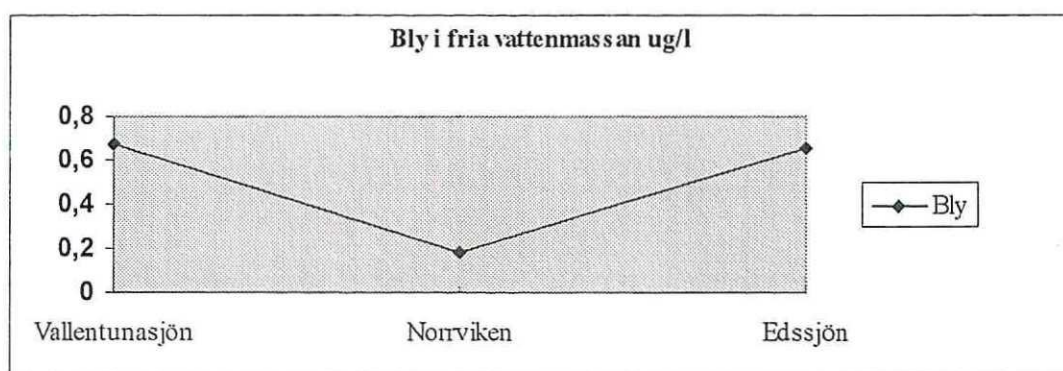 Bly i fria vattenmassan ug/l
0,8
0,6
0,4
0,2
0
Vallentunasjön Norrviken Edssjön
Bly